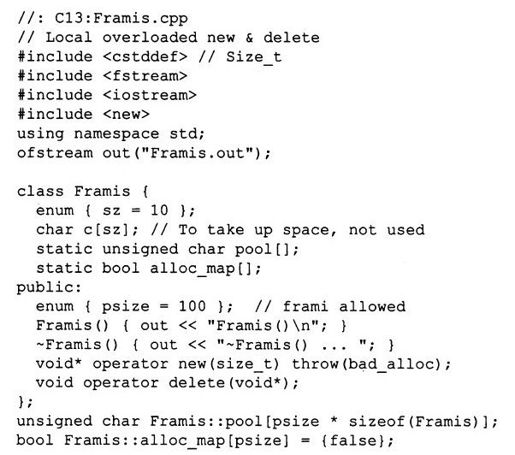 //: C13:Framis.cpp
// Local overloaded new & delete
#include <cstddef> // Size_t
#include <fstream>
#include <iostream>
#include <new>
using namespace std;
ofstream out("Framis.out");

class Framis {
  enum { sz = 10 };
  char c[sz]; // To take up space, not used
  static unsigned char pool[];
  static bool alloc_map[];
public:
  enum { psize = 100 };  // frami allowed
  Framis() { out << "Framis()\n"; }
  ~Framis() { out << "~Framis() ... "; }
  void* operator new(size_t) throw(bad_alloc);
  void operator delete(void*);
};
unsigned char Framis::pool[psize * sizeof(Framis)];
bool Framis::alloc_map[psize] = {false};